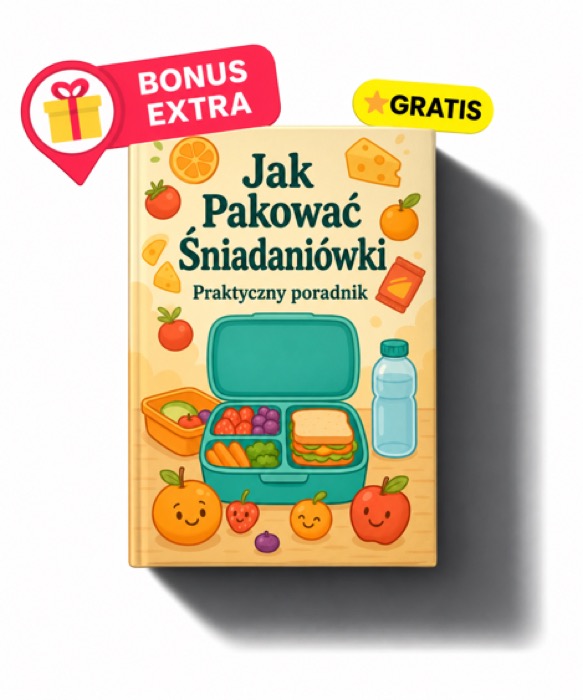 BONUS
EXTRA
GRATIS
Jak
Pakować
Śniadaniówki
Praktyczny poradnik